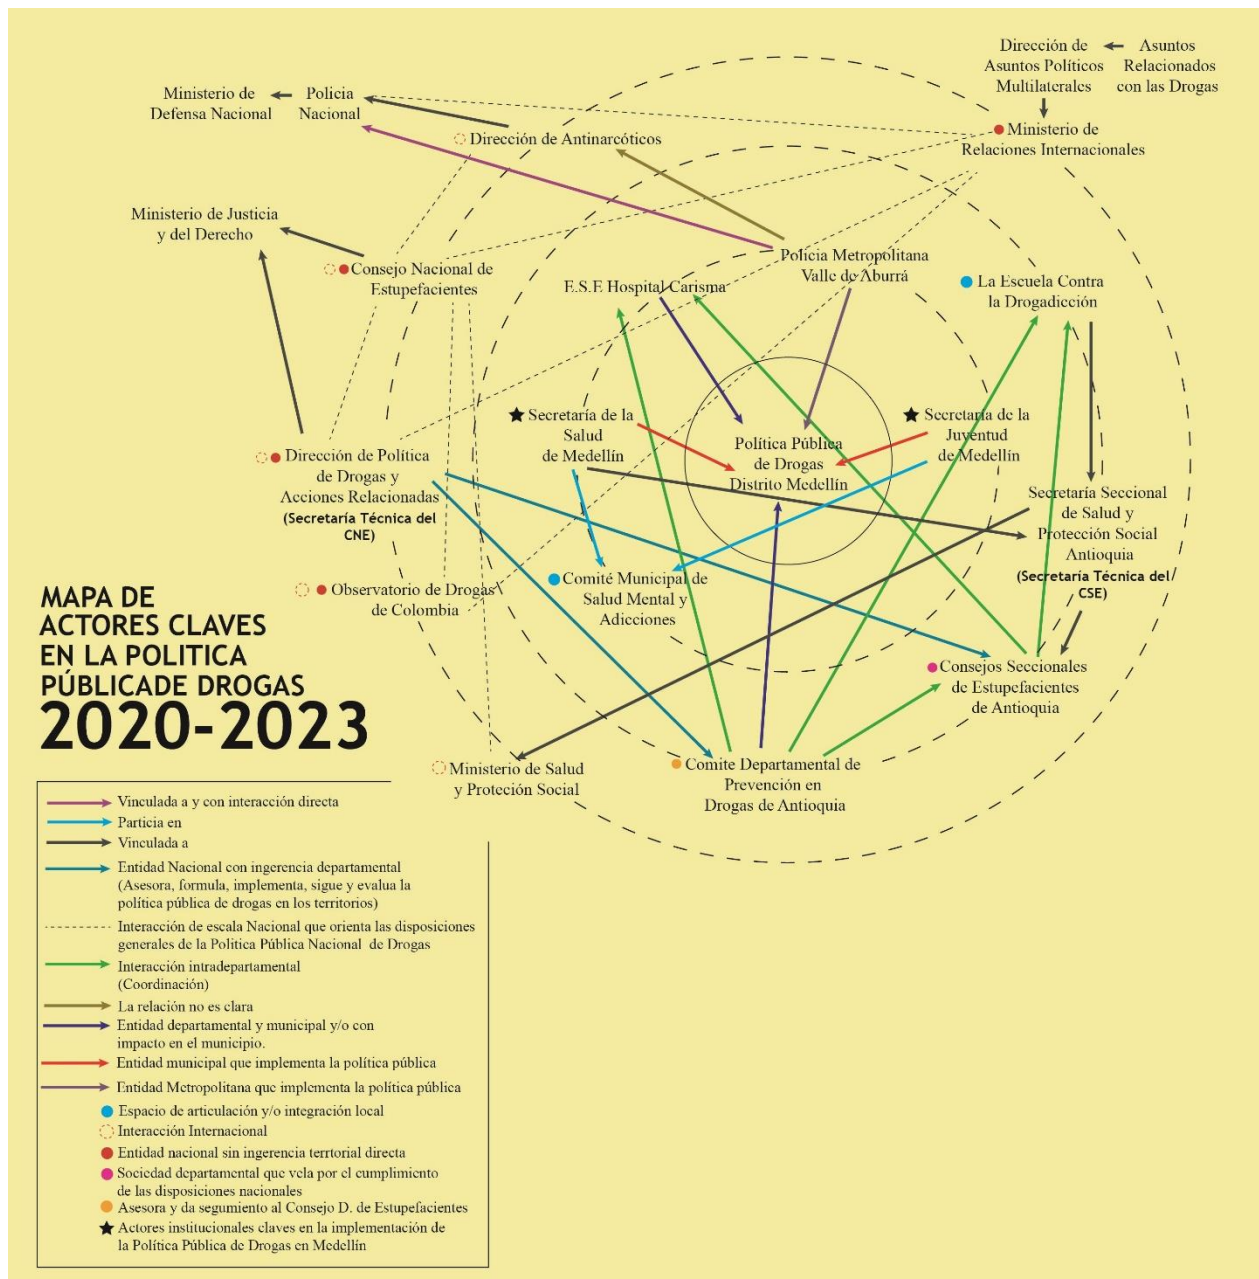 Dirección de
Asuntos Políticos
Multilaterales
Asuntos
Relacionados
con las Drogas
Ministerio de
Defensa Nacional
Policia
Nacional
Dirección de Antinarcóticos
Ministerio de
Relaciones Internacionales
Ministerio de Justicia
y del Derecho
Consejo Nacional de
Estupefacientes
Policia Metropolitana
Valle de Aburrá
E.S.E Hospital Carisma
La Escuela Contra
la Drogadicción
Secretaría de la
Salud
de Medellín
Secretaría de la
Juventud
de Medellín
Política Pública
de Drogas
Distrito Medellín
Dirección de Política
de Drogas y
Acciones Relacionadas
(Secretaría Técnica del
CNE)
Secretaría Seccional
de Salud y
Protección Social
Antioquia
(Secretaría Técnica del
CSE)
Observatorio de Drogas
de Colombia
Comité Municipal de
Salud Mental y
Adicciones
Consejos Seccionales
de Estupefacientes
de Antioquia
Ministerio de Salud
y Proteción Social
Comite Departamental de
Prevención en
Drogas de Antioquia
MAPA DE
ACTORES CLAVES
EN LA POLITICA
PÚBLICADE DROGAS
2020-2023
Vinculada a y con interacción directa
Particia en
Vinculada a
Entidad Nacional con ingerencia departamental
(Asesora, formula, implementa, sigue y evalua la
política pública de drogas en los territorios)
Interacción de escala Nacional que orienta las disposiciones
generales de la Politica Pública Nacional de Drogas
Interacción intradepartamental
(Coordinación)
La relación no es clara
Entidad departamental y municipal y/o con
impacto en el municipio.
Entidad municipal que implementa la política pública
Entidad Metropolitana que implementa la política pública
Espacio de articulación y/o integración local
Interacción Internacional
Entidad nacional sin ingerencia terrtorial directa
Sociedad departamental que vela por el cumplimiento
de las disposiciones nacionales
Asesora y da segumiento al Consejo D. de Estupefacientes
Actores institucionales claves en la implementación de
la Política Pública de Drogas en Medellín